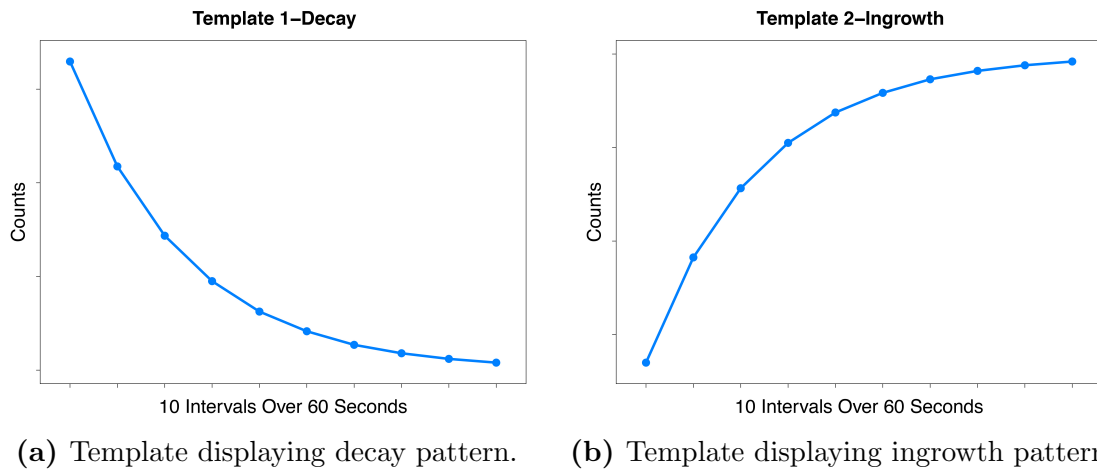 Template 1–Decay
Counts
10 Intervals Over 60 Seconds
(a) Template displaying decay pattern.
Template 2–Ingrowth
Counts
10 Intervals Over 60 Seconds
(b) Template displaying ingrowth pattern